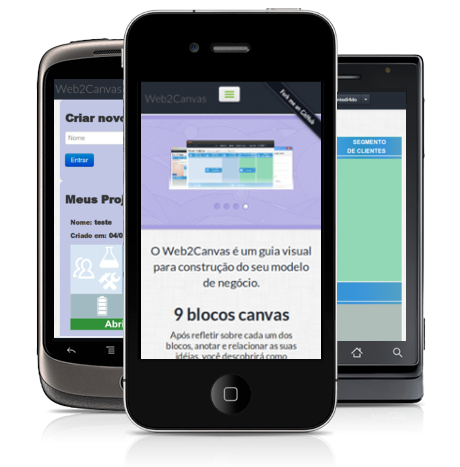 Web2Canvas
Criar novo
Nome
Entrar
Meus Proj
Nome: teste
Criado em: 04/0
Abri
Web2Canvas
Fork me on GitHub
O Web2Canvas é um guia visual
para construção do seu modelo
de negócio.
9 blocos canvas
Após refletir sobre cada um dos
blocos, anotar e relacionar as suas
idéias, você descobrirá como
SEGMENTO
DE CLIENTES